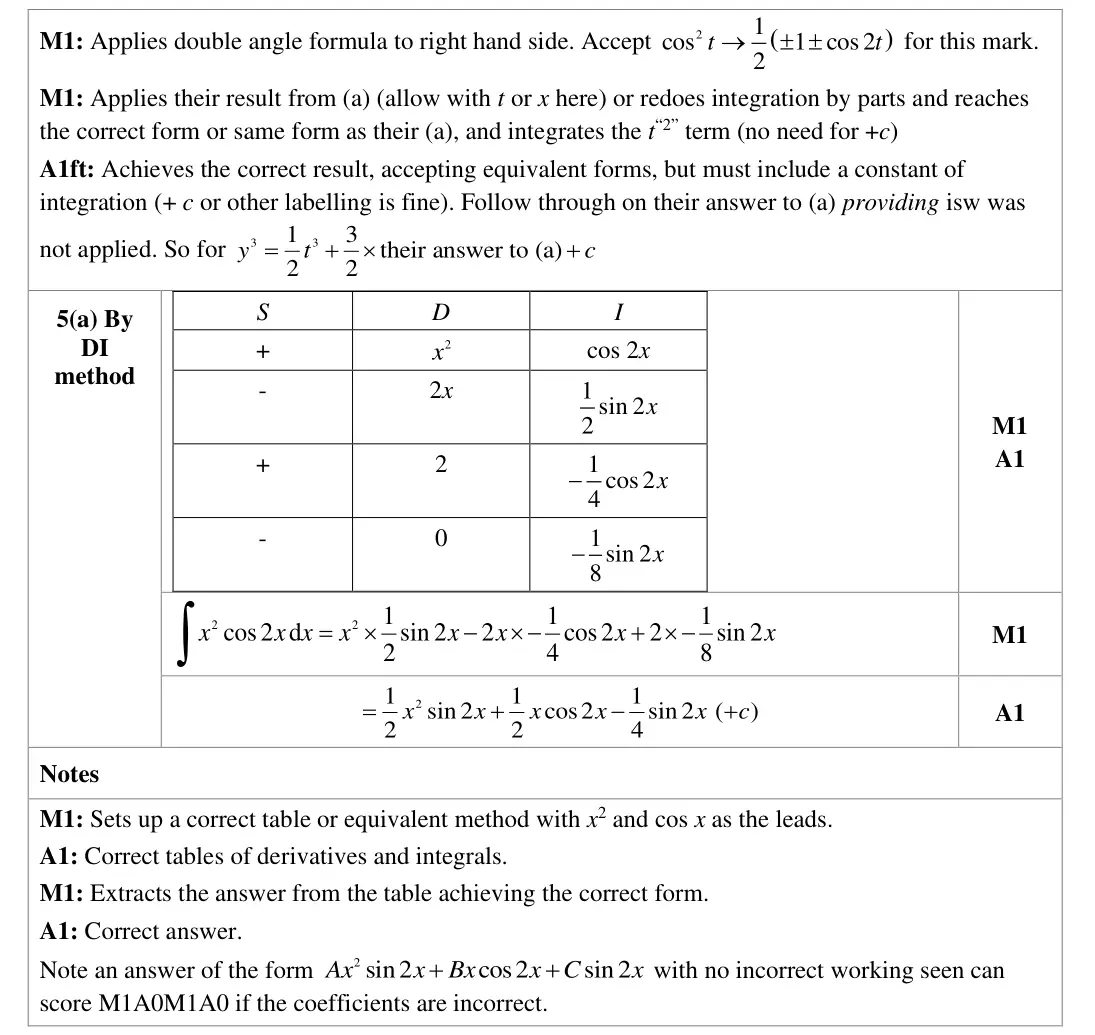 M1: Applies double angle formula to right hand side. Accept cos² t → 1/2 (±1 ± cos 2t) for this mark.
M1: Applies their result from (a) (allow with t or x here) or redoes integration by parts and reaches
the correct form or same form as their (a), and integrates the t“2” term (no need for +c)
A1ft: Achieves the correct result, accepting equivalent forms, but must include a constant of
integration (+ c or other labelling is fine). Follow through on their answer to (a) providing isw was
not applied. So for y³ = 1/2 t³ + 3/2 × their answer to (a) + c
5(a) By
DI
method
S D I
+ x² cos 2x
- 2x 1/2 sin 2x
+ 2 −1/4 cos 2x
- 0 −1/8 sin 2x
M1
A1
∫ x² cos 2x dx = x² × 1/2 sin 2x − 2x × −1/4 cos 2x + 2 × −1/8 sin 2x M1
= 1/2 x² sin 2x + 1/2 x cos 2x − 1/4 sin 2x (+c) A1
Notes
M1: Sets up a correct table or equivalent method with x² and cos x as the leads.
A1: Correct tables of derivatives and integrals.
M1: Extracts the answer from the table achieving the correct form.
A1: Correct answer.
Note an answer of the form Ax² sin 2x + Bx cos 2x + C sin 2x with no incorrect working seen can
score M1A0M1A0 if the coefficients are incorrect.